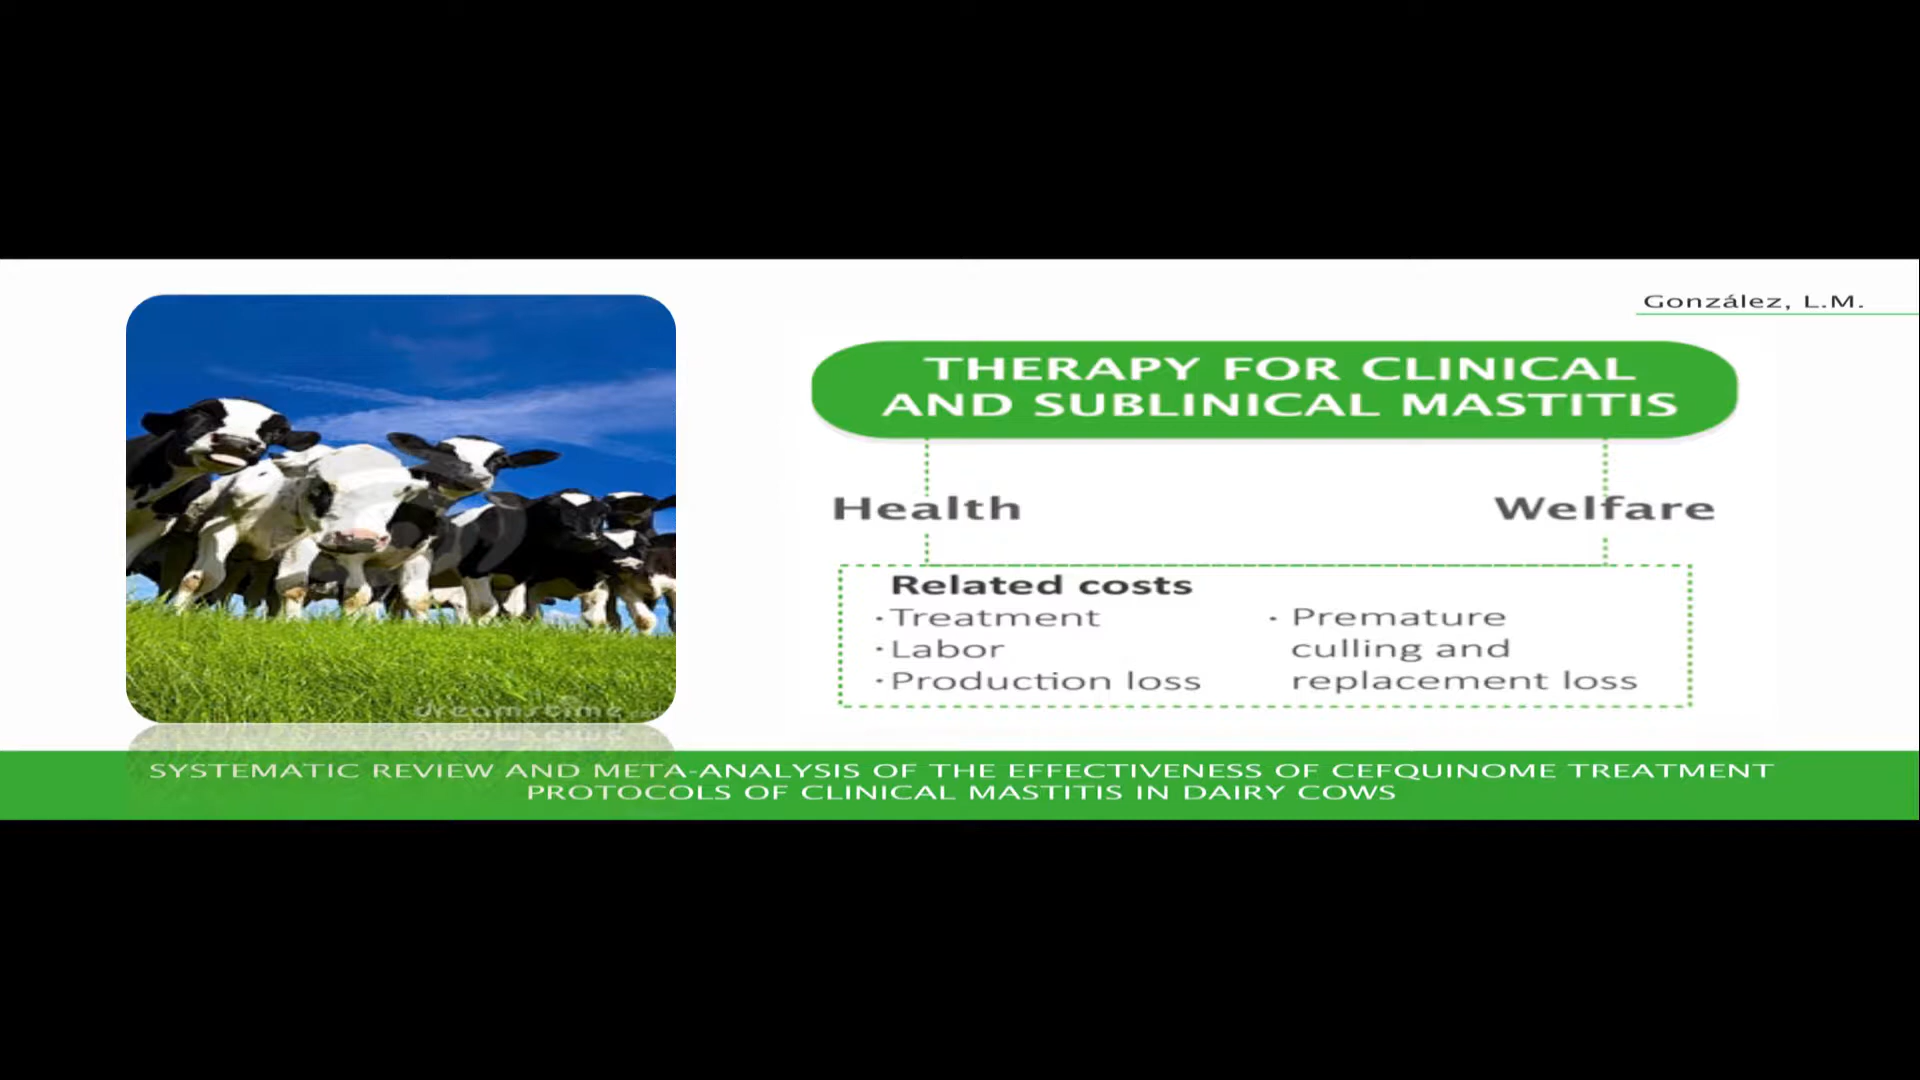 González, L.M.
THERAPY FOR CLINICAL
AND SUBLINICAL MASTITIS
Health
Welfare
Related costs
· Treatment
· Labor
· Production loss
· Premature
culling and
replacement loss
dreamstime
SYSTEMATIC REVIEW AND META-ANALYSIS OF THE EFFECTIVENESS OF CEFQUINOME TREATMENT
PROTOCOLS OF CLINICAL MASTITIS IN DAIRY COWS